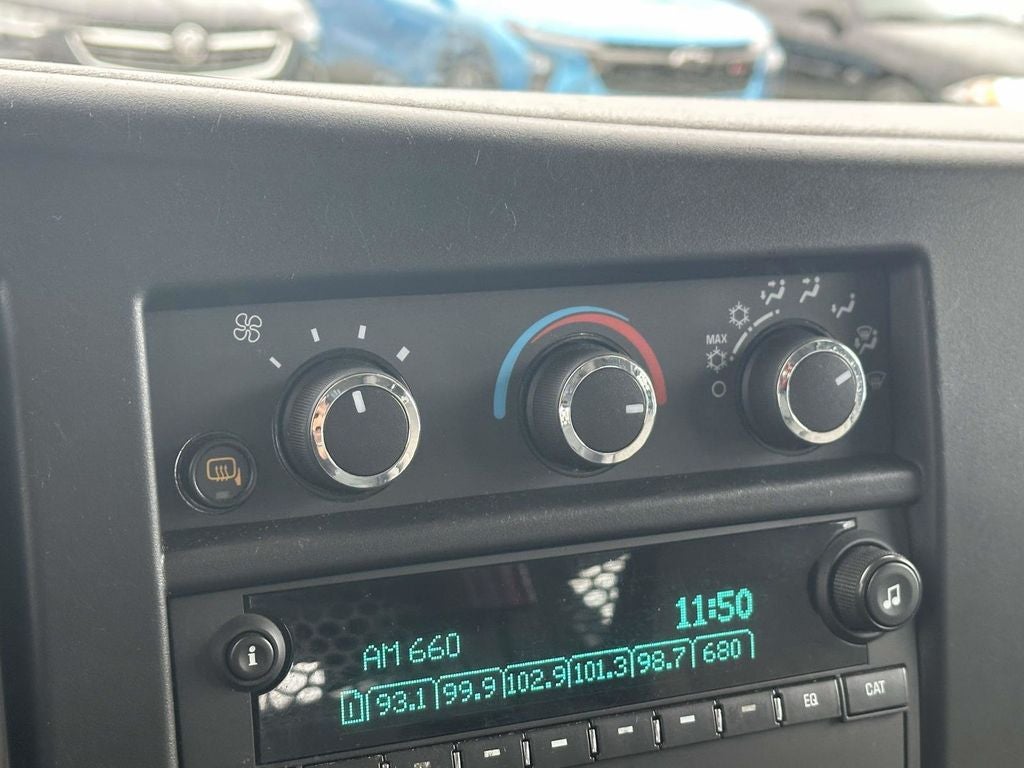 MAX
11:50
AM 660
i
1 93.1 99.9 102.9 101.3 98.7 680
EQ
CAT